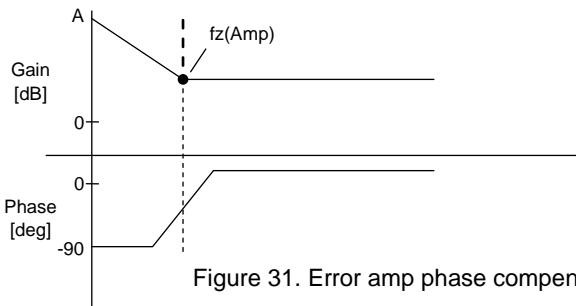 A
fz(Amp)
Gain
[dB]
0
0
Phase
[deg]
-90
Figure 31. Error amp phase compen